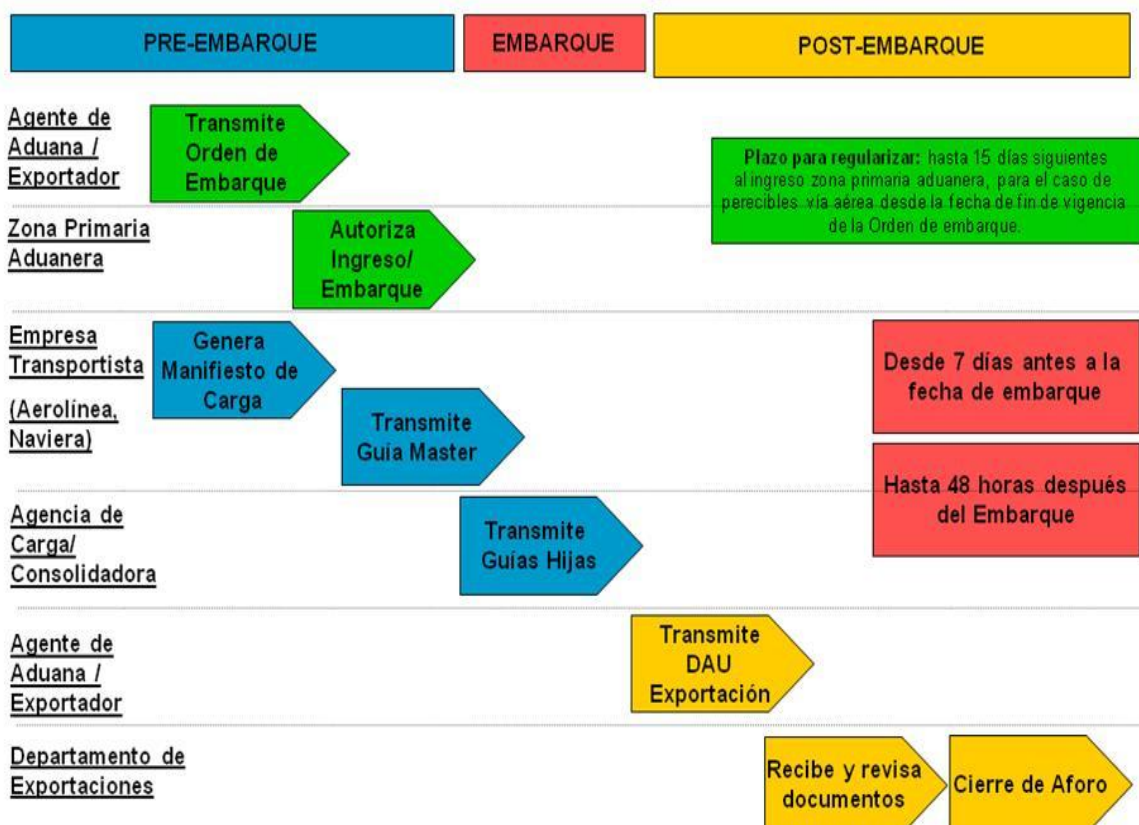 PRE-EMBARQUE
EMBARQUE
POST-EMBARQUE
Agente de
Aduana /
Exportador
Transmite
Orden de
Embarque
Plazo para regularizar: hasta 15 días siguientes
al ingreso zona primaria aduanera, para el caso de
perecibles vía aérea desde la fecha de fin de vigencia
de la Orden de embarque.
Zona Primaria
Aduanera
Autoriza
Ingreso/
Embarque
Empresa
Transportista
(Aerolínea,
Naviera)
Genera
Manifiesto de
Carga
Transmite
Guía Master
Desde 7 días antes a la
fecha de embarque
Hasta 48 horas después
del Embarque
Agencia de
Carga/
Consolidadora
Transmite
Guías Hijas
Agente de
Aduana /
Exportador
Transmite
DAU
Exportación
Departamento de
Exportaciones
Recibe y revisa
documentos
Cierre de Aforo